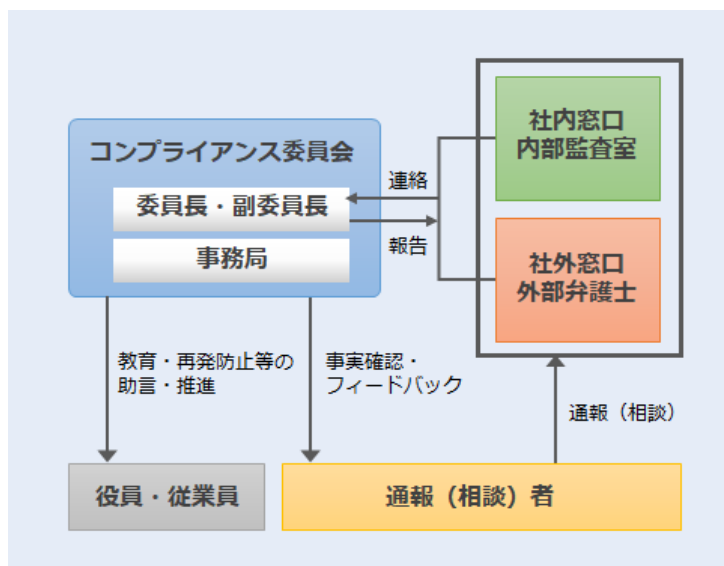 コンプライアンス委員会
委員長・副委員長
事務局
連絡
報告
社内窓口
内部監査室
社外窓口
外部弁護士
教育・再発防止等の
助言・推進
事実確認・
フィードバック
通報（相談）
役員・従業員
通報（相談）者